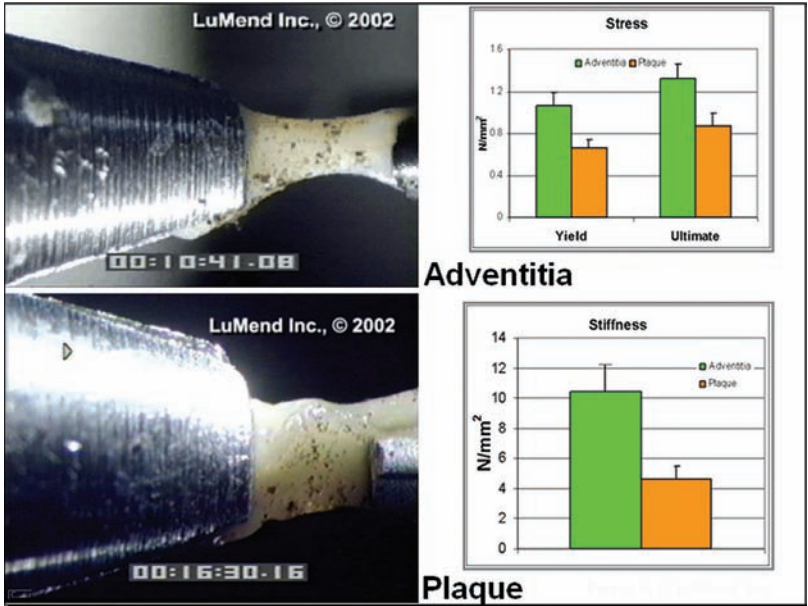 LuMend Inc., © 2002
00:10:41.08
Stress
Adventitia
Plaque
N/mm²
1.6
1.2
0.8
0.4
0
Yield
Ultimate
Adventitia
LuMend Inc., © 2002
00:16:30.16
Stiffness
Adventitia
Plaque
N/mm²
14
12
10
8
6
4
2
0
Plaque